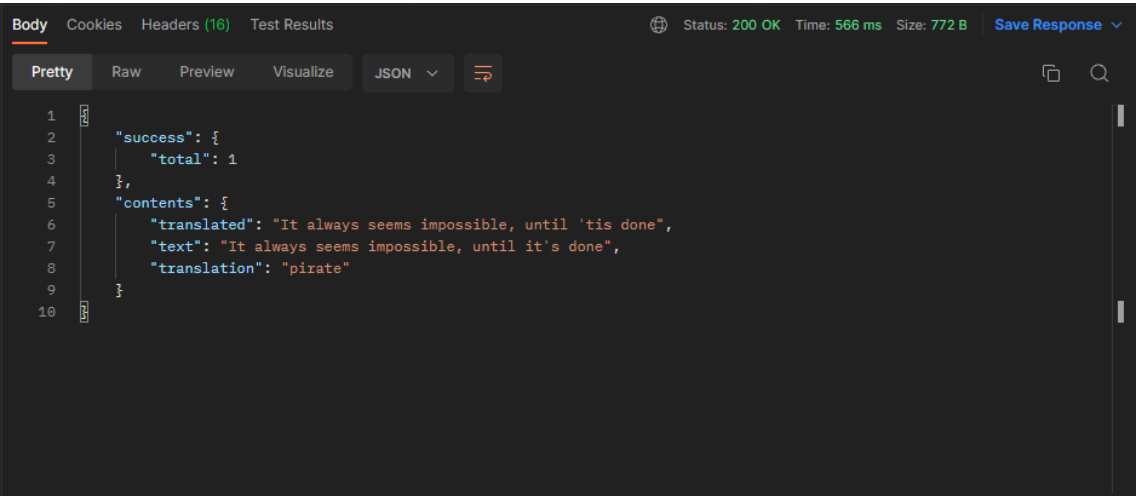 Body Cookies Headers (16) Test Results Status: 200 OK Time: 566 ms Size: 772 B Save Response
Pretty Raw Preview Visualize JSON
1 {
2 "success": {
3 "total": 1
4 },
5 "contents": {
6 "translated": "It always seems impossible, until 'tis done",
7 "text": "It always seems impossible, until it's done",
8 "translation": "pirate"
9 }
10 }